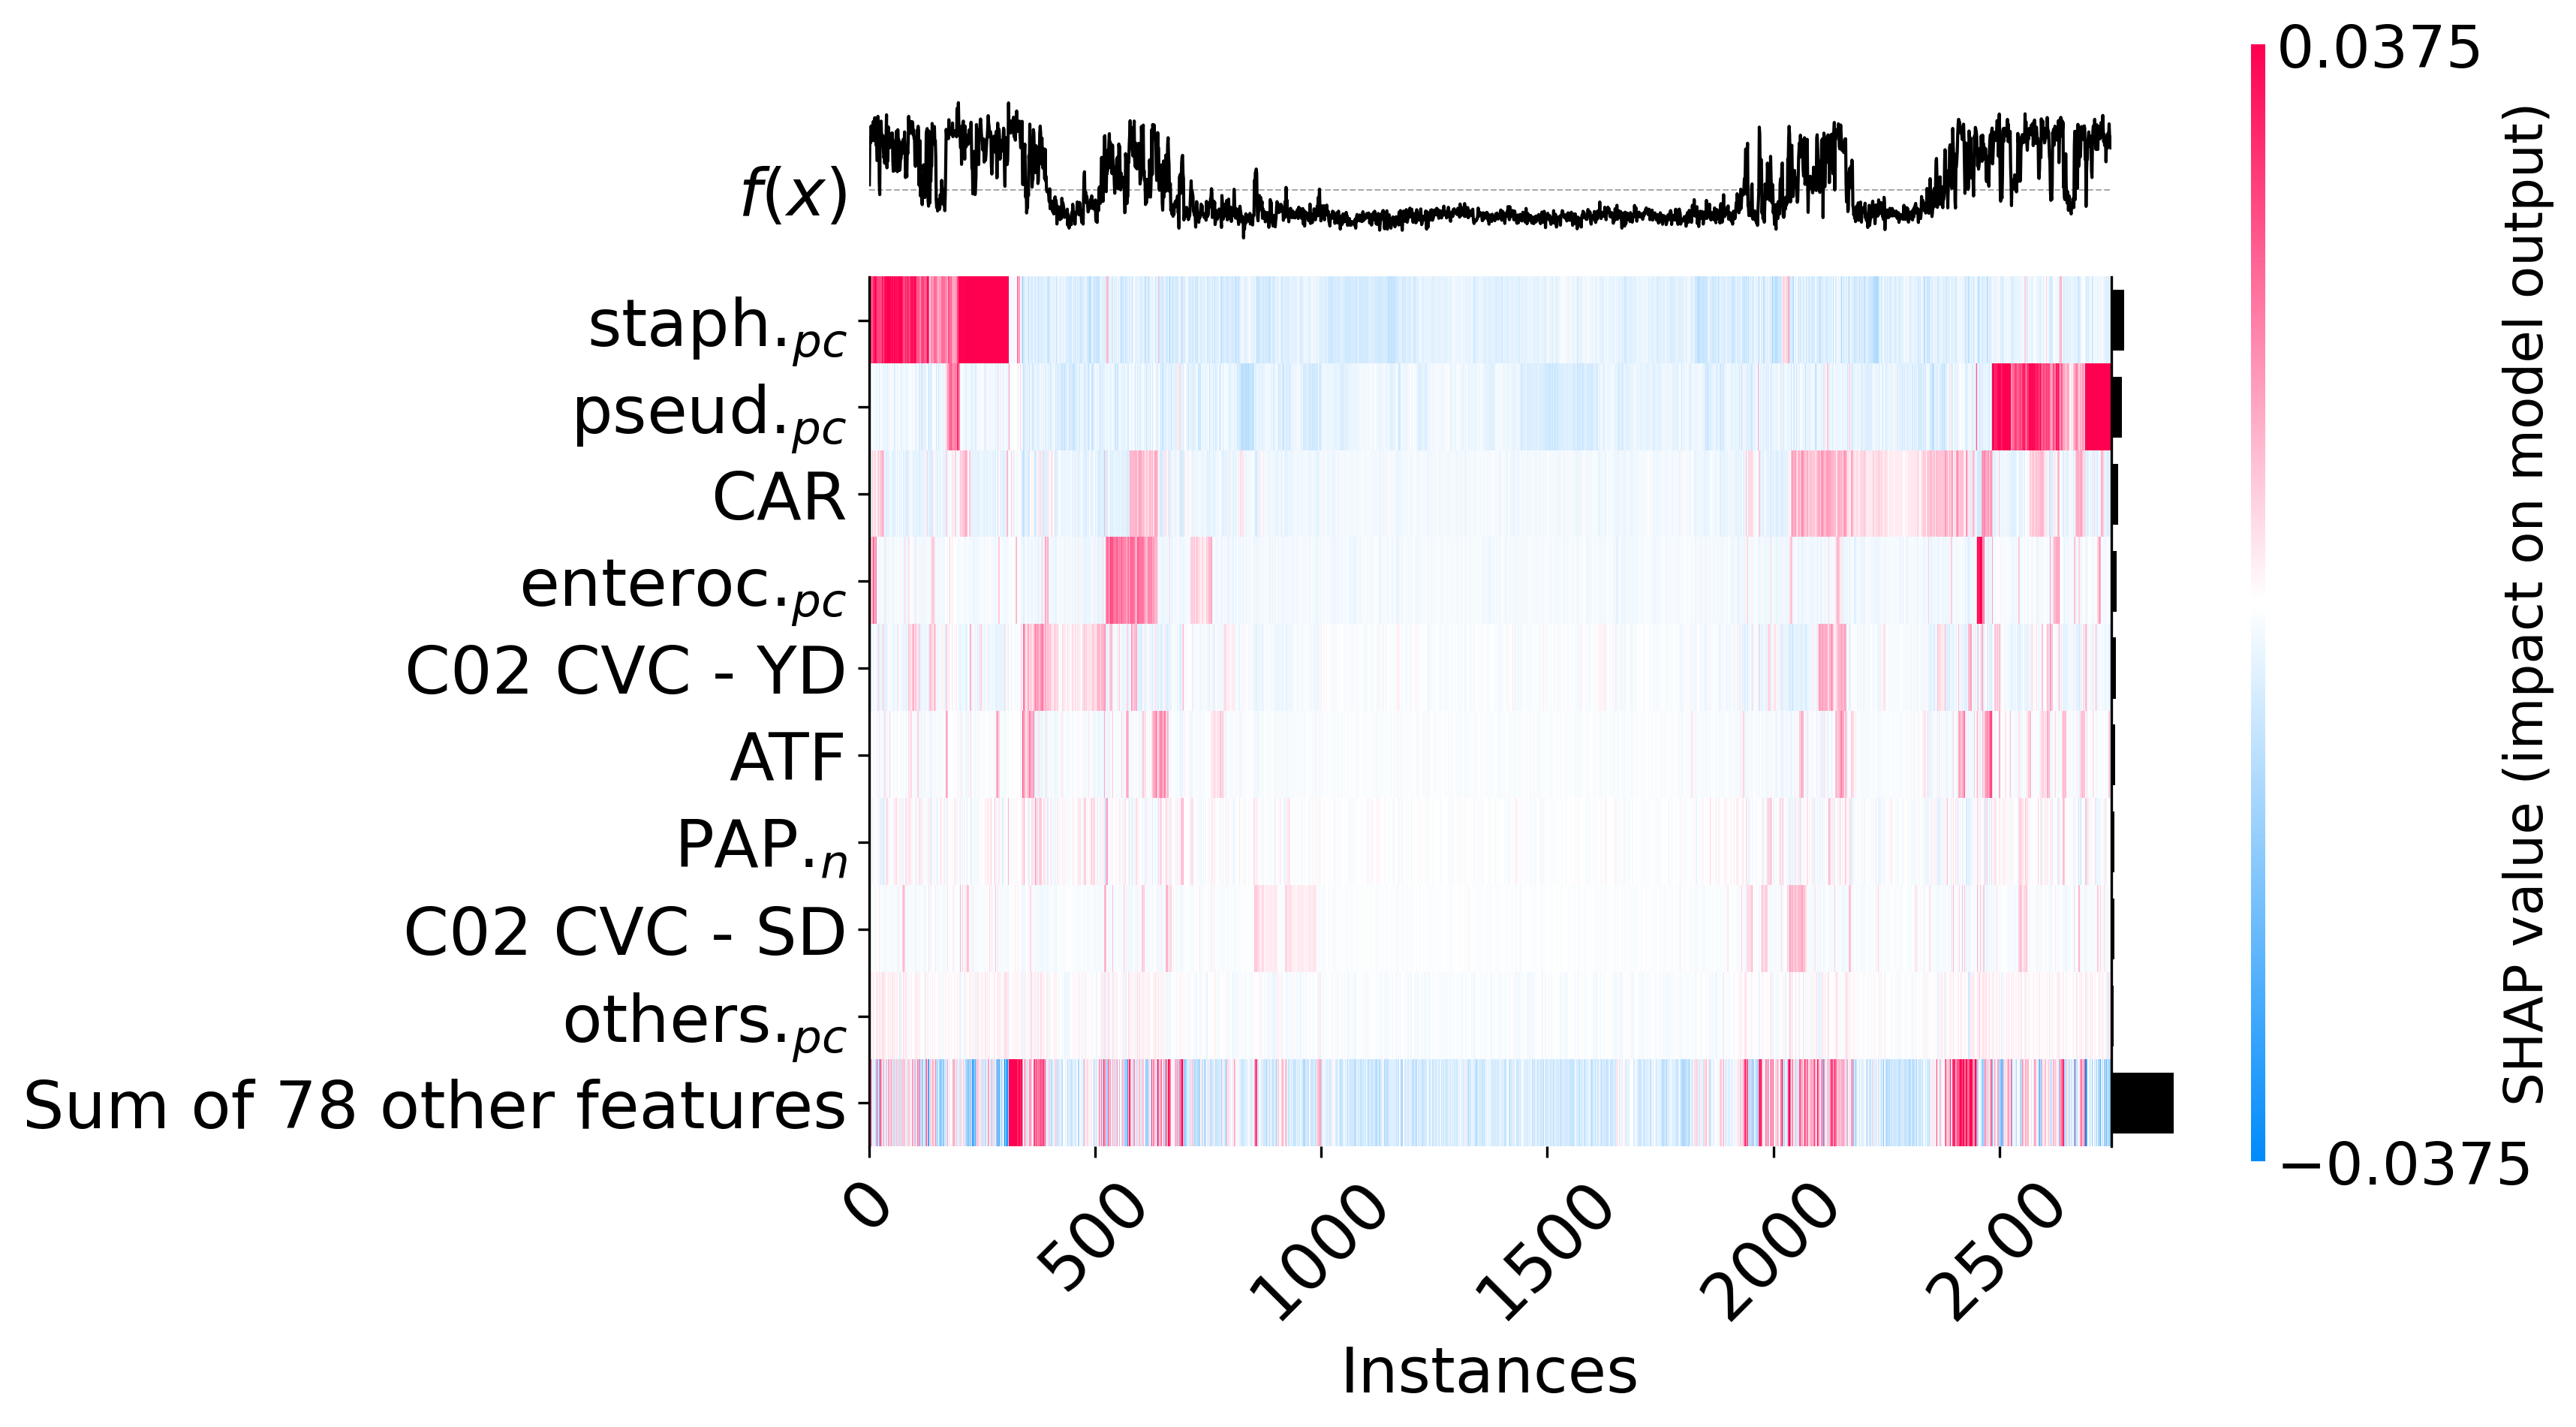 0.0375
f(x)
staph.pc
pseud.pc
CAR
enteroc.pc
C02 CVC - YD
ATF
PAP.n
C02 CVC - SD
others.pc
Sum of 78 other features
0
500
1000
1500
2000
2500
Instances
−0.0375
SHAP value (impact on model output)